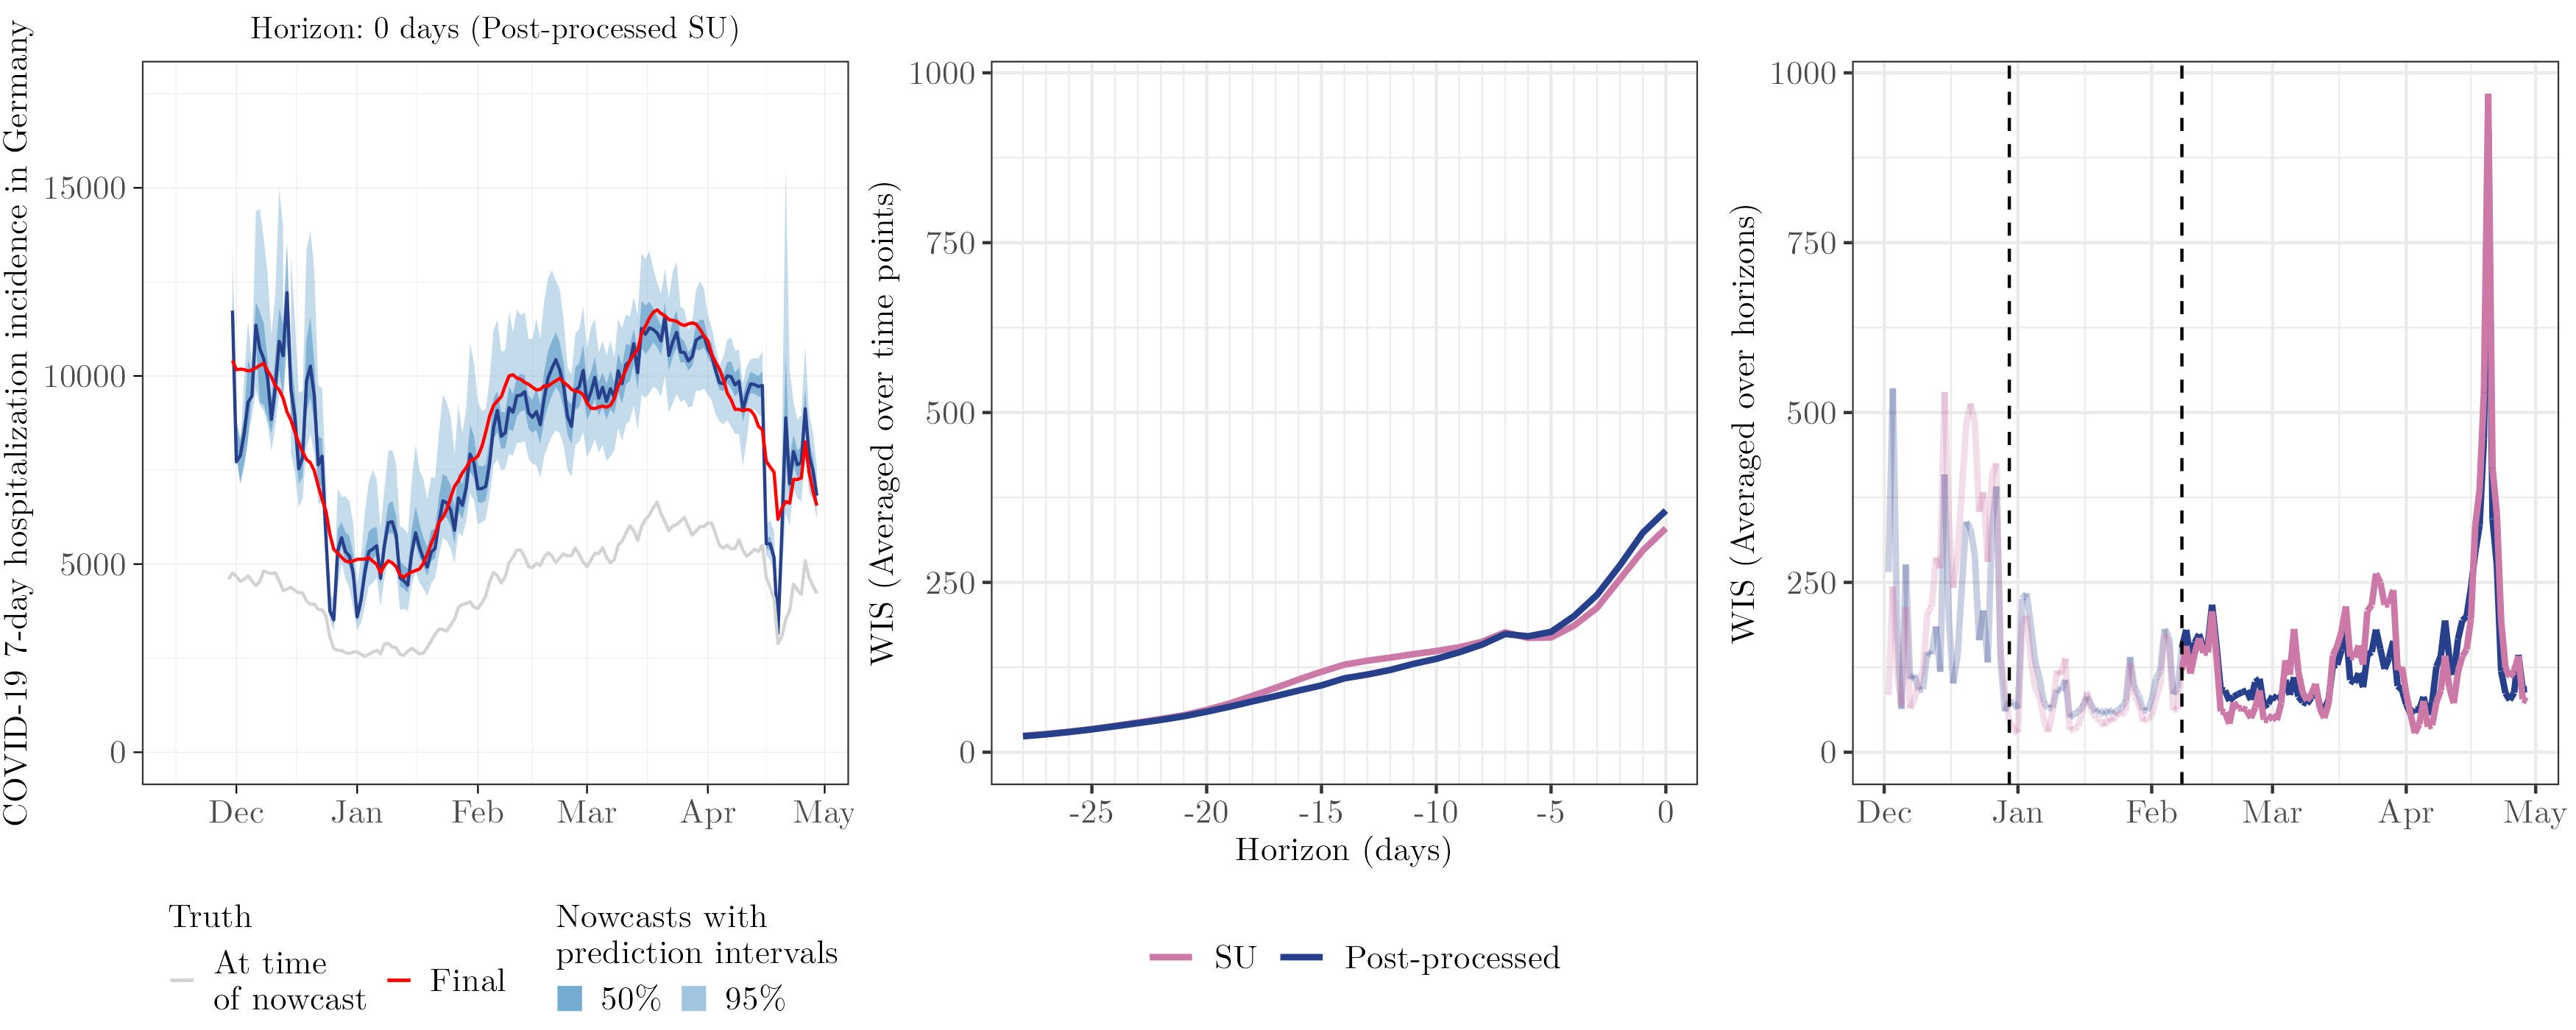 Horizon: 0 days (Post-processed SU)
COVID-19 7-day hospitalization incidence in Germany
15000
10000
5000
0
Dec Jan Feb Mar Apr May
Truth
At time
of nowcast
Final
Nowcasts with
prediction intervals
50% 95%
WIS (Averaged over time points)
1000
750
500
250
0
-25 -20 -15 -10 -5 0
Horizon (days)
SU Post-processed
WIS (Averaged over horizons)
1000
750
500
250
0
Dec Jan Feb Mar Apr May